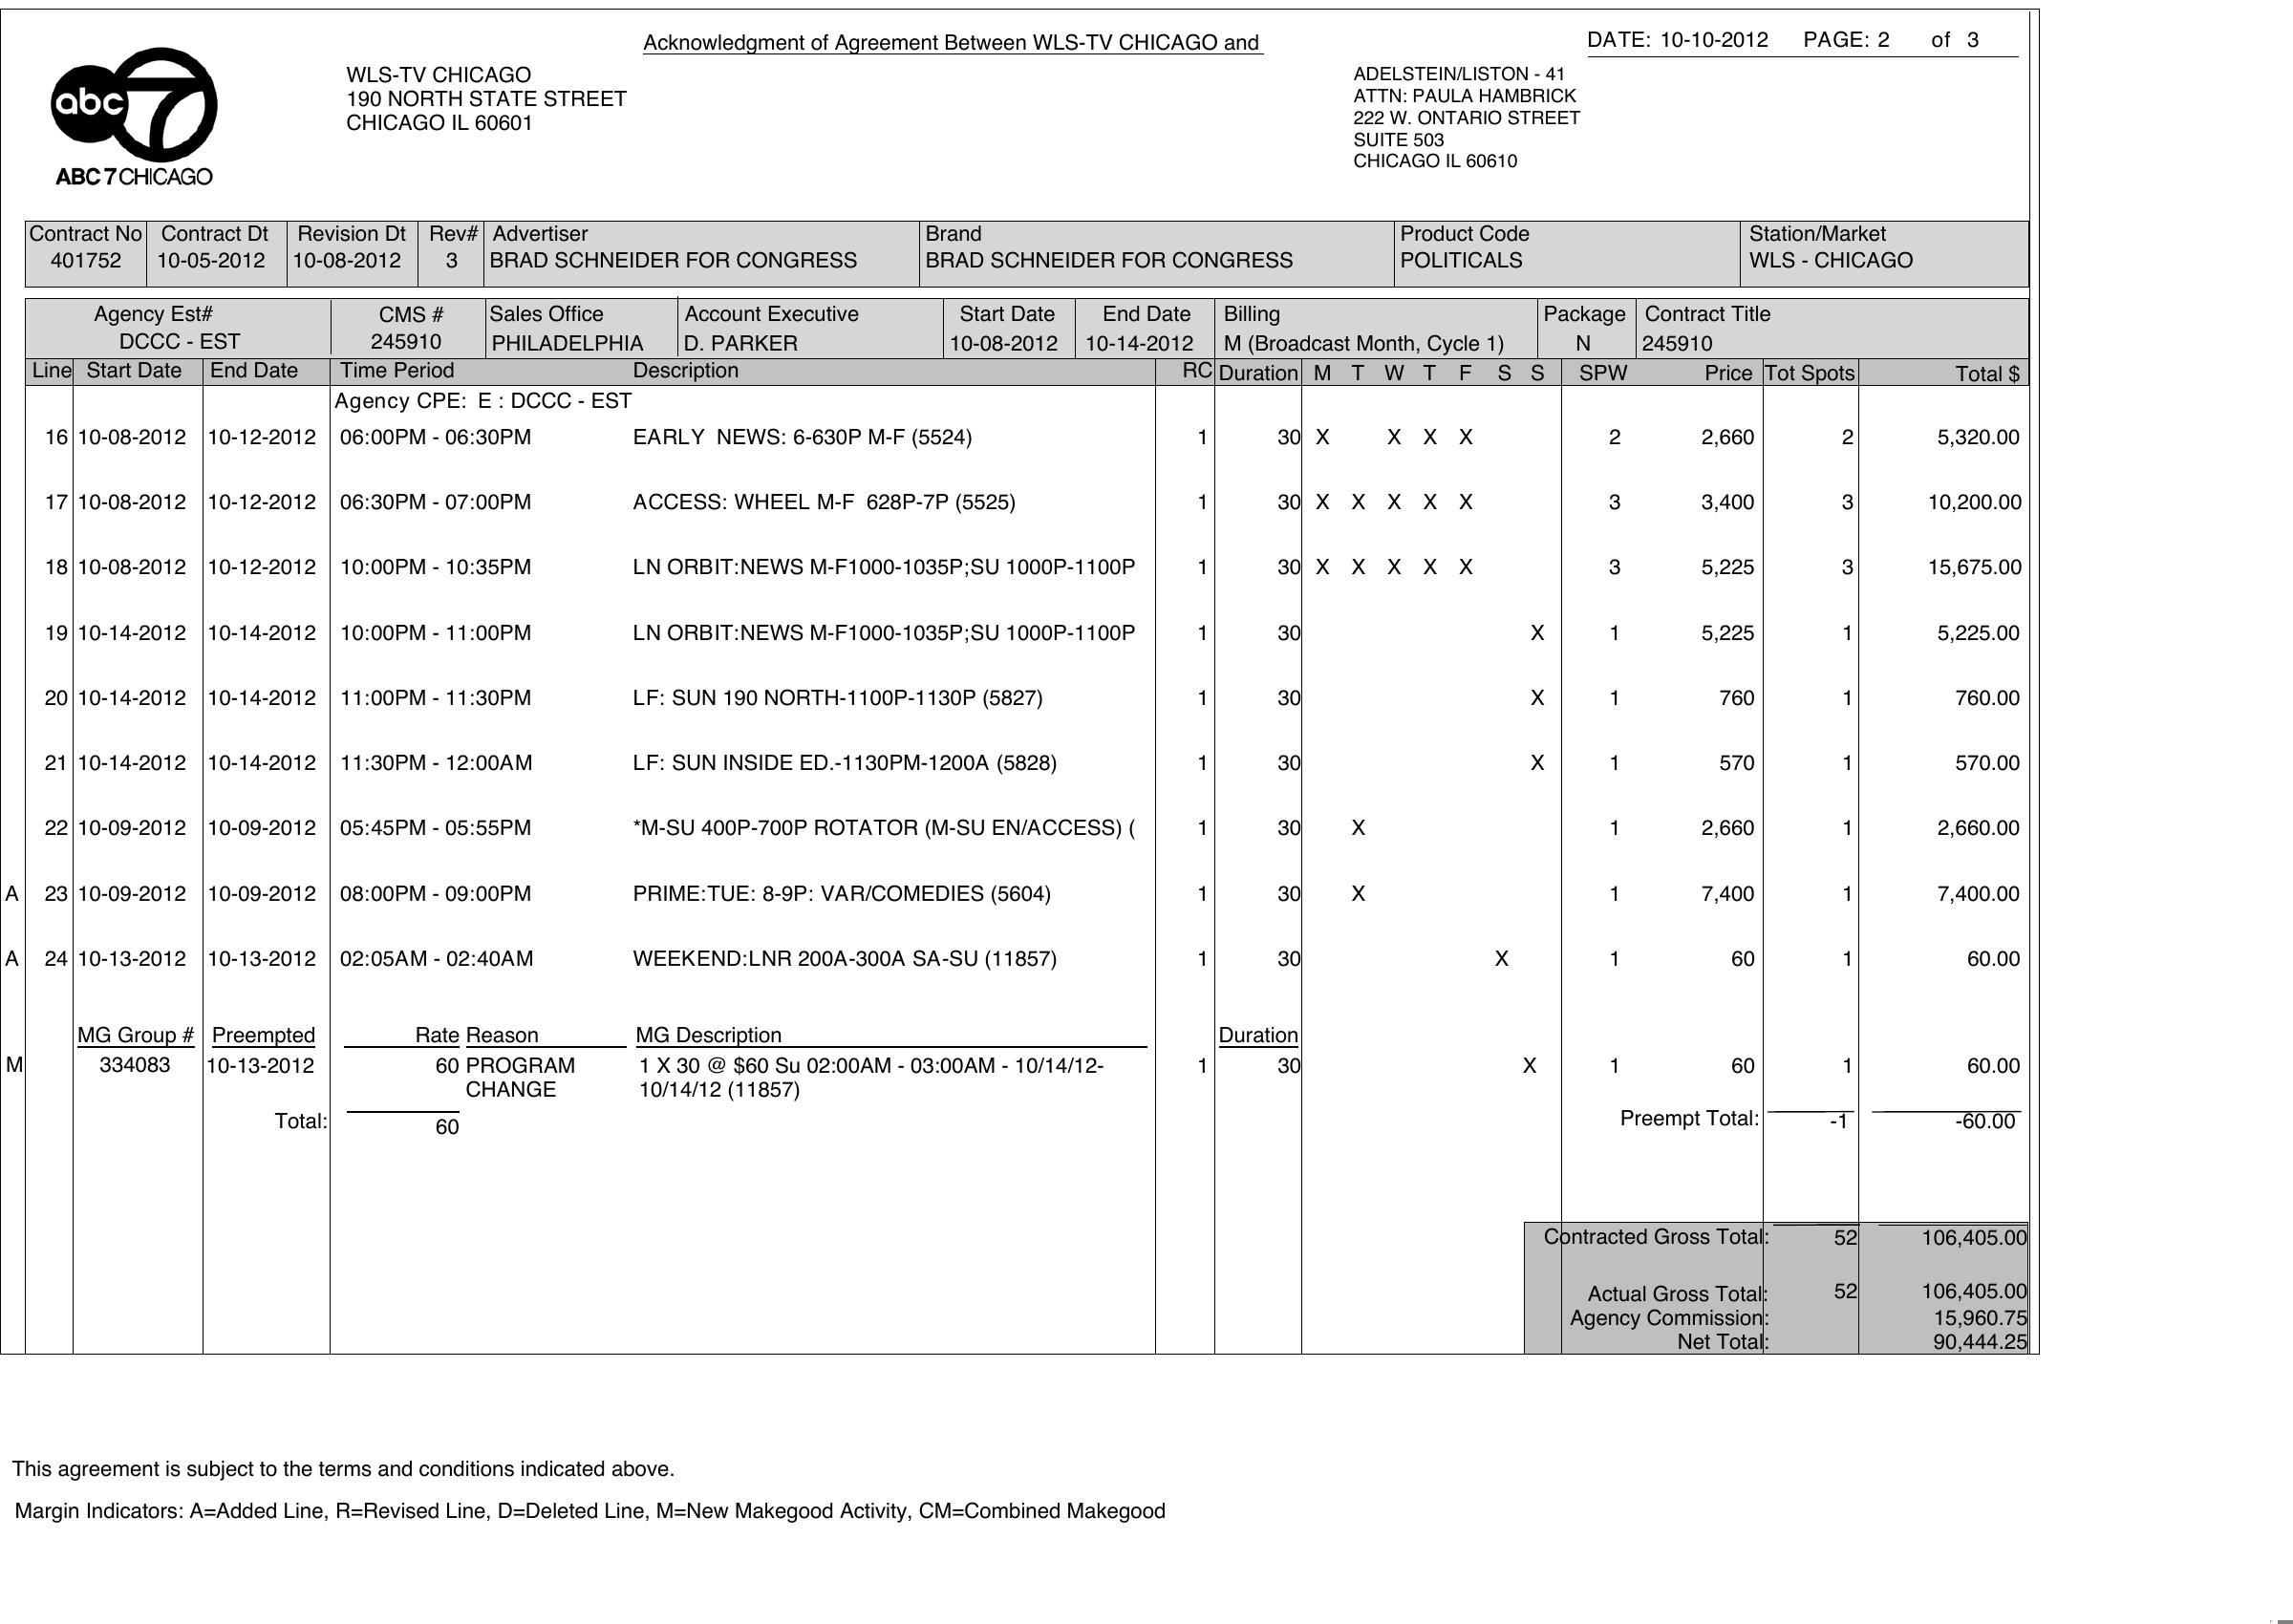 Acknowledgment of Agreement Between WLS-TV CHICAGO and
DATE: 10-10-2012 PAGE: 2 of 3
abc 7
ABC 7 CHICAGO
WLS-TV CHICAGO
190 NORTH STATE STREET
CHICAGO IL 60601
ADELSTEIN/LISTON - 41
ATTN: PAULA HAMBRICK
222 W. ONTARIO STREET
SUITE 503
CHICAGO IL 60610
Contract No Contract Dt Revision Dt Rev# Advertiser Brand Product Code Station/Market
401752 10-05-2012 10-08-2012 3 BRAD SCHNEIDER FOR CONGRESS BRAD SCHNEIDER FOR CONGRESS POLITICALS WLS - CHICAGO
Agency Est# CMS # Sales Office Account Executive Start Date End Date Billing Package Contract Title
DCCC - EST 245910 PHILADELPHIA D. PARKER 10-08-2012 10-14-2012 M (Broadcast Month, Cycle 1) N 245910
Line Start Date End Date Time Period Description RC Duration M T W T F S S SPW Price Tot Spots Total $
Agency CPE: E : DCCC - EST
16 10-08-2012 10-12-2012 06:00PM - 06:30PM EARLY NEWS: 6-630P M-F (5524) 1 30 X X X X 2 2,660 2 5,320.00
17 10-08-2012 10-12-2012 06:30PM - 07:00PM ACCESS: WHEEL M-F 628P-7P (5525) 1 30 X X X X X 3 3,400 3 10,200.00
18 10-08-2012 10-12-2012 10:00PM - 10:35PM LN ORBIT:NEWS M-F1000-1035P;SU 1000P-1100P 1 30 X X X X X 3 5,225 3 15,675.00
19 10-14-2012 10-14-2012 10:00PM - 11:00PM LN ORBIT:NEWS M-F1000-1035P;SU 1000P-1100P 1 30 X 1 5,225 1 5,225.00
20 10-14-2012 10-14-2012 11:00PM - 11:30PM LF: SUN 190 NORTH-1100P-1130P (5827) 1 30 X 1 760 1 760.00
21 10-14-2012 10-14-2012 11:30PM - 12:00AM LF: SUN INSIDE ED.-1130PM-1200A (5828) 1 30 X 1 570 1 570.00
22 10-09-2012 10-09-2012 05:45PM - 05:55PM *M-SU 400P-700P ROTATOR (M-SU EN/ACCESS) ( 1 30 X 1 2,660 1 2,660.00
A 23 10-09-2012 10-09-2012 08:00PM - 09:00PM PRIME:TUE: 8-9P: VAR/COMEDIES (5604) 1 30 X 1 7,400 1 7,400.00
A 24 10-13-2012 10-13-2012 02:05AM - 02:40AM WEEKEND:LNR 200A-300A SA-SU (11857) 1 30 X 1 60 1 60.00
MG Group # Preempted Rate Reason MG Description Duration
M 334083 10-13-2012 60 PROGRAM 1 X 30 @ $60 Su 02:00AM - 03:00AM - 10/14/12- 1 30 X 1 60 1 60.00
CHANGE 10/14/12 (11857)
Total: 60 Preempt Total: -1 -60.00
Contracted Gross Total: 52 106,405.00
Actual Gross Total: 52 106,405.00
Agency Commission: 15,960.75
Net Total: 90,444.25
This agreement is subject to the terms and conditions indicated above.
Margin Indicators: A=Added Line, R=Revised Line, D=Deleted Line, M=New Makegood Activity, CM=Combined Makegood